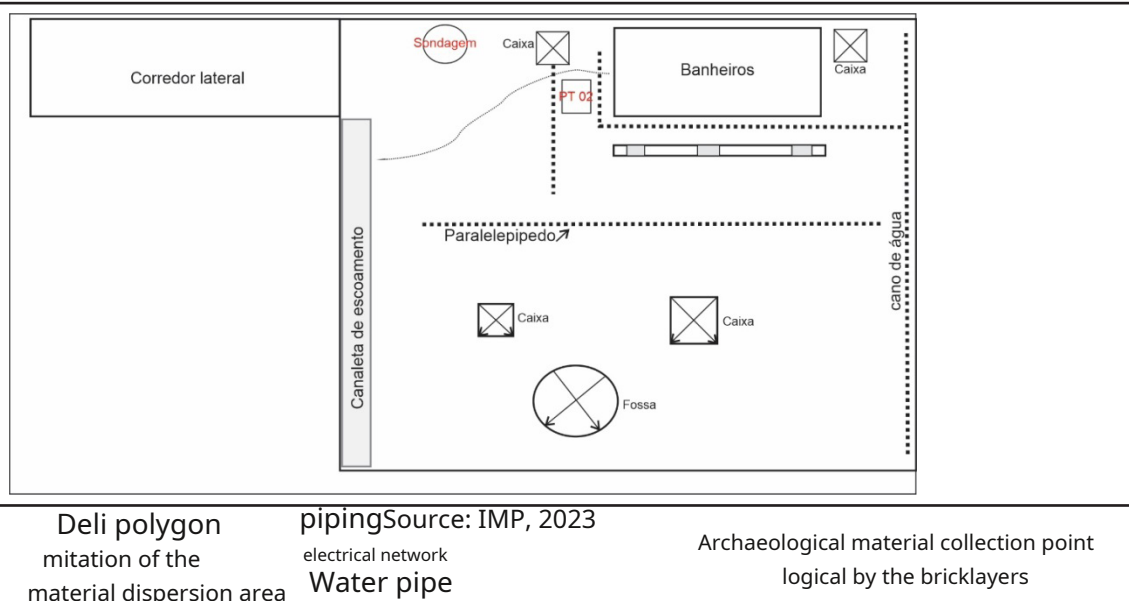 Sondagem
Caixa
Corredor lateral
Banheiros
Caixa
PT 02
Paralelepipedo
cano de água
Canaleta de escoamento
Caixa
Caixa
Fossa
Deli polygon
mitation of the
material dispersion area
pipingSource: IMP, 2023
electrical network
Water pipe
Archaeological material collection point
logical by the bricklayers